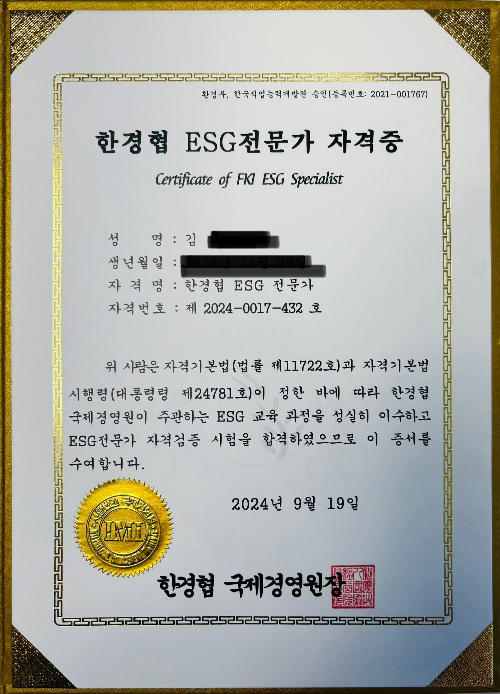 환경부, 한국직업능력개발원 승인(등록번호: 2021-001767)
한경협 ESG전문가 자격증
Certificate of FKI ESG Specialist
성 명 : 김
생년월일 :
자 격 명 : 한경협 ESG 전문가
자격번호 : 제 2024-0017-432 호
위 사람은 자격기본법(법률 제11722호)과 자격기본법
시행령(대통령령 제24781호)이 정한 바에 따라 한경협
국제경영원이 주관하는 ESG 교육 과정을 성실히 이수하고
ESG전문가 자격검증 시험을 합격하였으므로 이 증서를
수여합니다.
2024년 9월 19일
한경협 국제경영원장